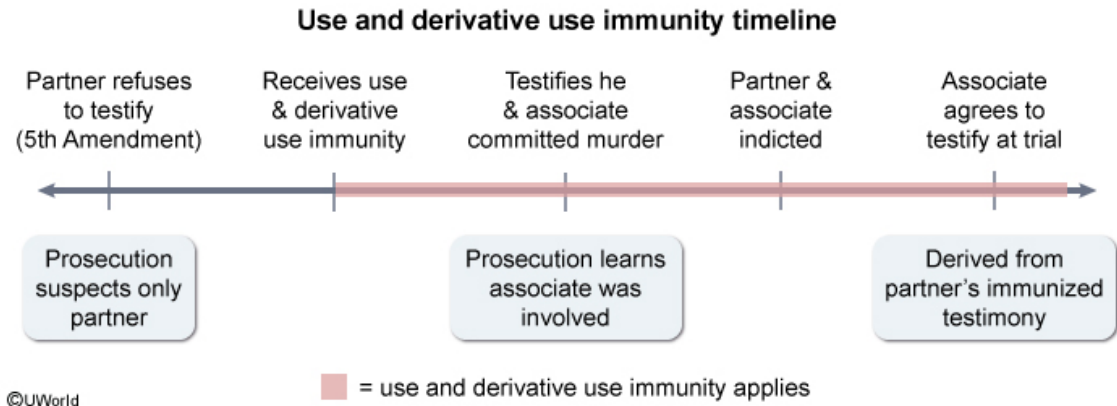 Use and derivative use immunity timeline
Partner refuses
to testify
(5th Amendment)
Receives use
& derivative
use immunity
Testifies he
& associate
committed murder
Partner &
associate
indicted
Associate
agrees to
testify at trial
Prosecution
suspects only
partner
Prosecution learns
associate was
involved
Derived from
partner's immunized
testimony
= use and derivative use immunity applies
©UWorld